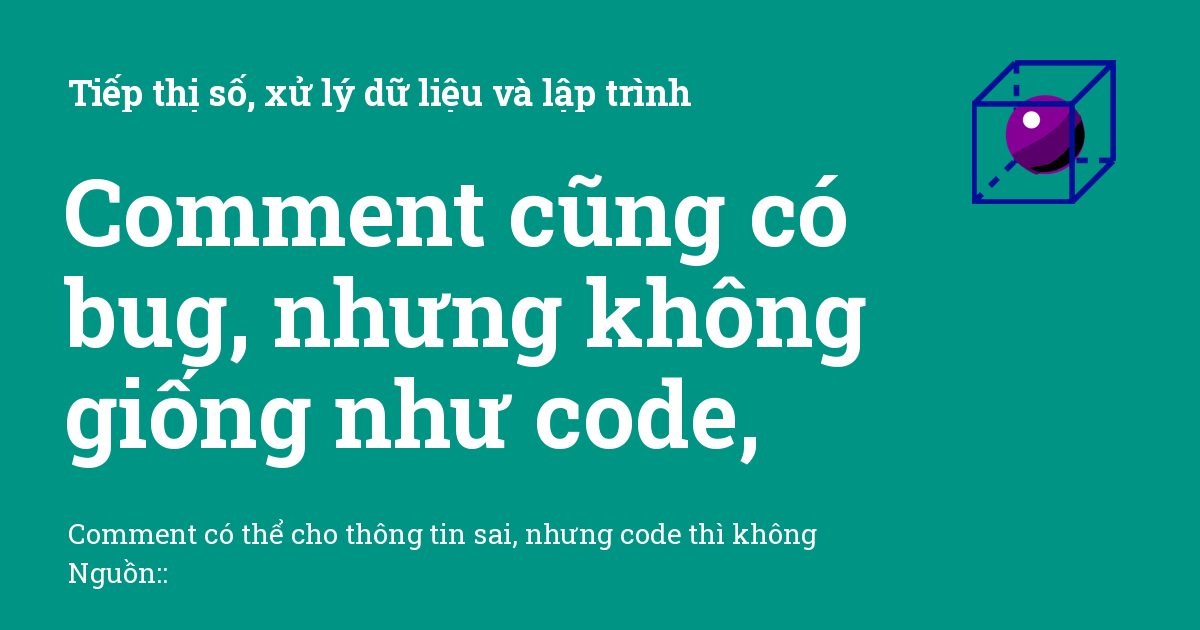 Tiếp thị số, xử lý dữ liệu và lập trình
Comment cũng có
bug, nhưng không
giống như code,
Comment có thể cho thông tin sai, nhưng code thì không
Nguồn::